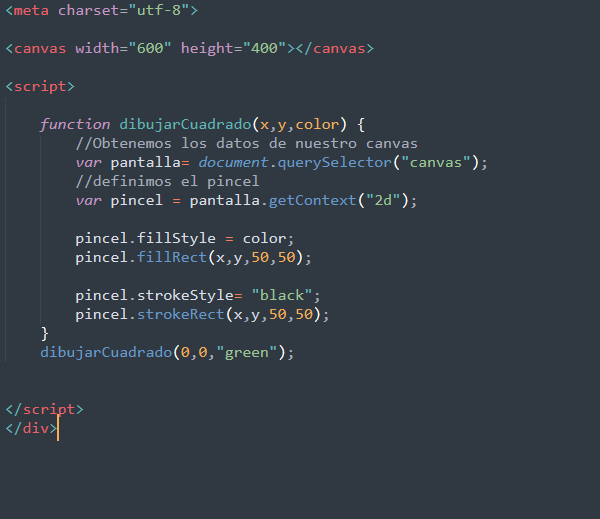 <meta charset="utf-8">
<canvas width="600" height="400"></canvas>
<script>
function dibujarCuadrado(x,y,color) {
//Obtenemos los datos de nuestro canvas
var pantalla= document.querySelector("canvas");
//definimos el pincel
var pincel = pantalla.getContext("2d");
pincel.fillStyle = color;
pincel.fillRect(x,y,50,50);
pincel.strokeStyle= "black";
pincel.strokeRect(x,y,50,50);
}
dibujarCuadrado(0,0,"green");
</script>
</div>